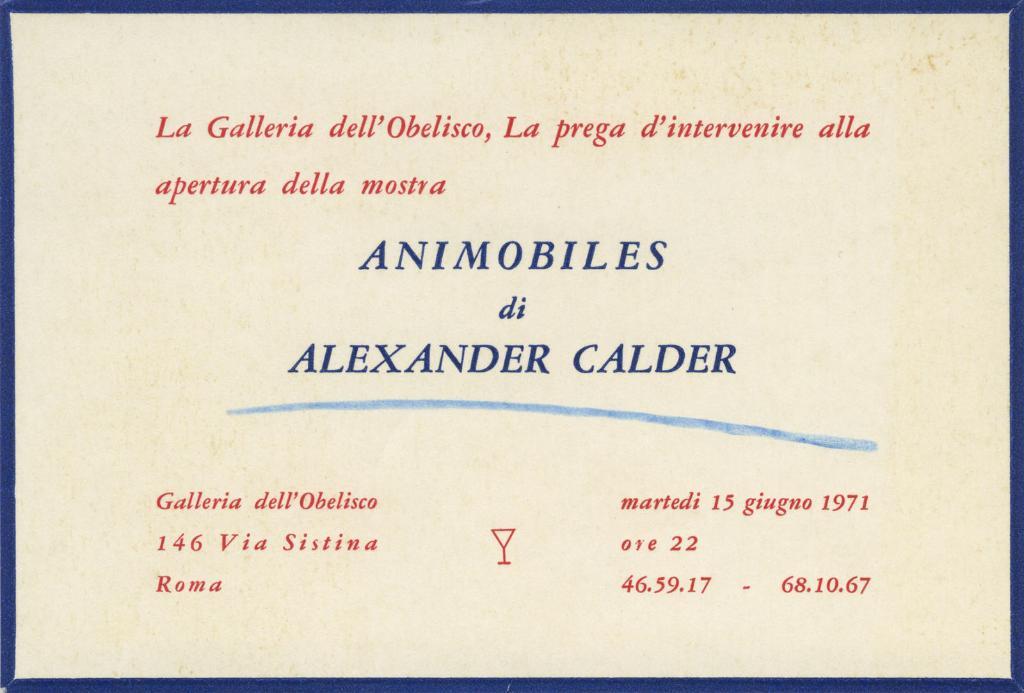 La Galleria dell'Obelisco, La prega d'intervenire alla
apertura della mostra
ANIMOBILES
di
ALEXANDER CALDER
Galleria dell'Obelisco
146 Via Sistina
Roma
martedi 15 giugno 1971
ore 22
46.59.17 - 68.10.67